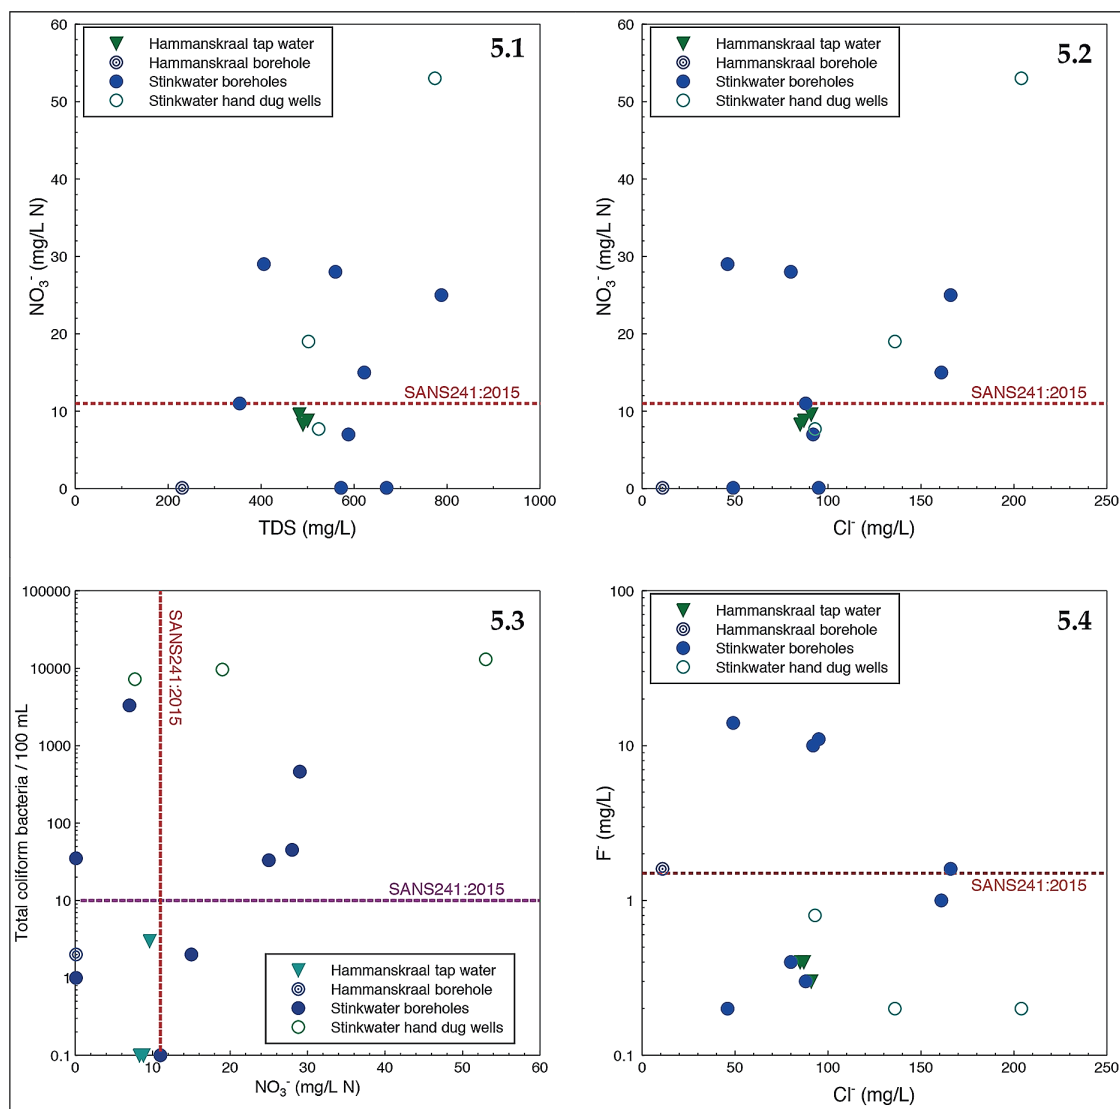 5.1
Hammanskraal tap water
Hammanskraal borehole
Stinkwater boreholes
Stinkwater hand dug wells
60
50
40
30
20
10
0
NO3- (mg/L N)
SANS241:2015
0 200 400 600 800 1000
TDS (mg/L)
5.2
Hammanskraal tap water
Hammanskraal borehole
Stinkwater boreholes
Stinkwater hand dug wells
60
50
40
30
20
10
0
NO3- (mg/L N)
SANS241:2015
0 50 100 150 200 250
Cl- (mg/L)
5.3
100000
10000
1000
100
10
1
0.1
Total coliform bacteria / 100 mL
SANS241:2015
SANS241:2015
Hammanskraal tap water
Hammanskraal borehole
Stinkwater boreholes
Stinkwater hand dug wells
0 10 20 30 40 50 60
NO3- (mg/L N)
5.4
Hammanskraal tap water
Hammanskraal borehole
Stinkwater boreholes
Stinkwater hand dug wells
100
10
1
0.1
F- (mg/L)
SANS241:2015
0 50 100 150 200 250
Cl- (mg/L)